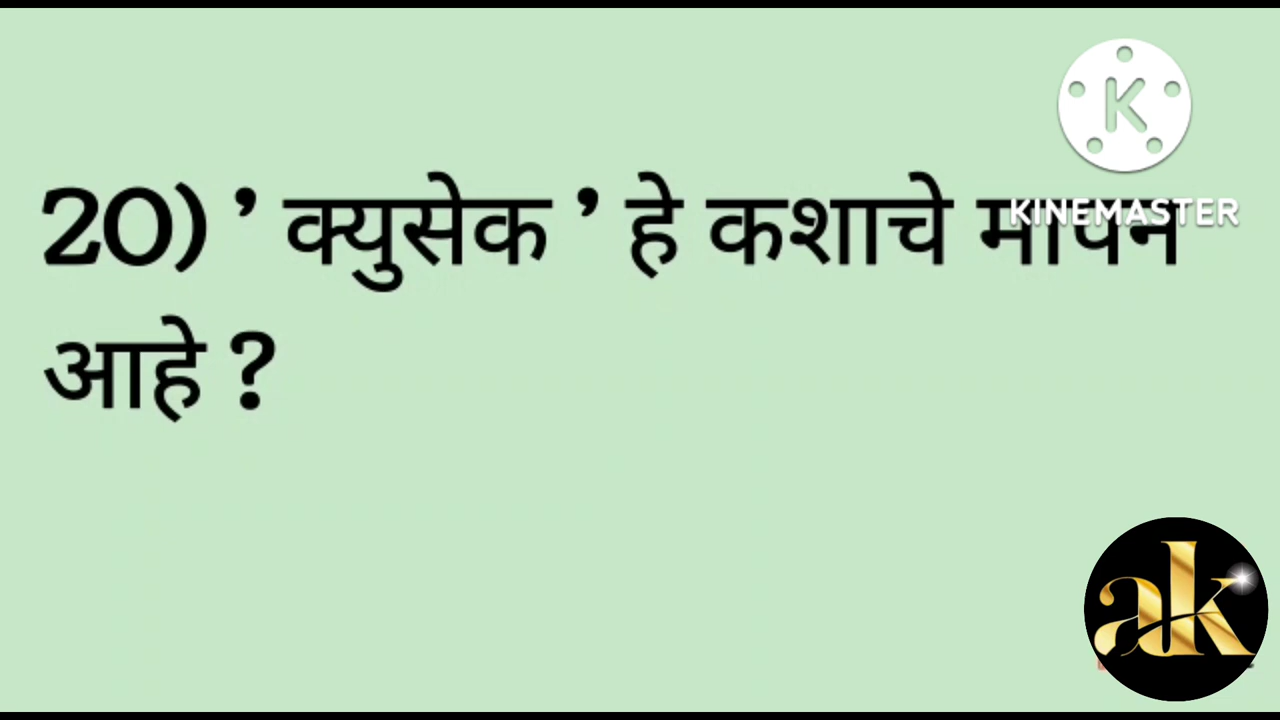 KINEMASTER
20) ’ क्युसेक ’ हे कशाचे मापन
आहे ?
ak